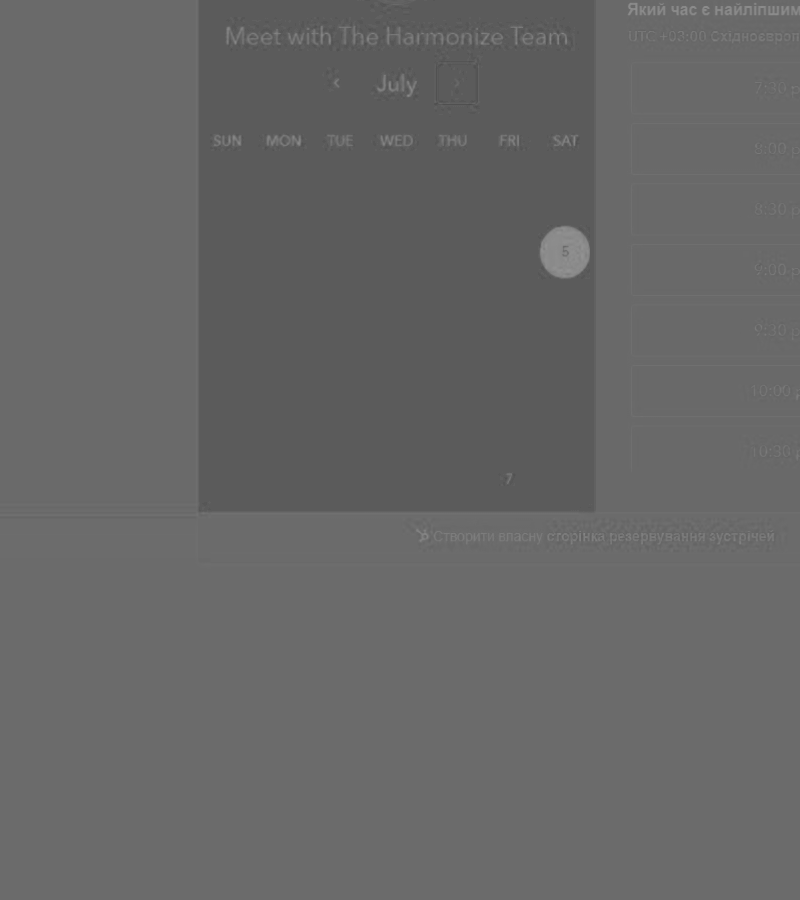 Meet with The Harmonize Team
July
SUN MON TUE WED THU FRI SAT
5
7
Який час є найліпшим
UTC +03:00
7:30
8:00
8:30
9:00
9:30
10:00
10:30
Створити власну сторінка резервування зустрічей